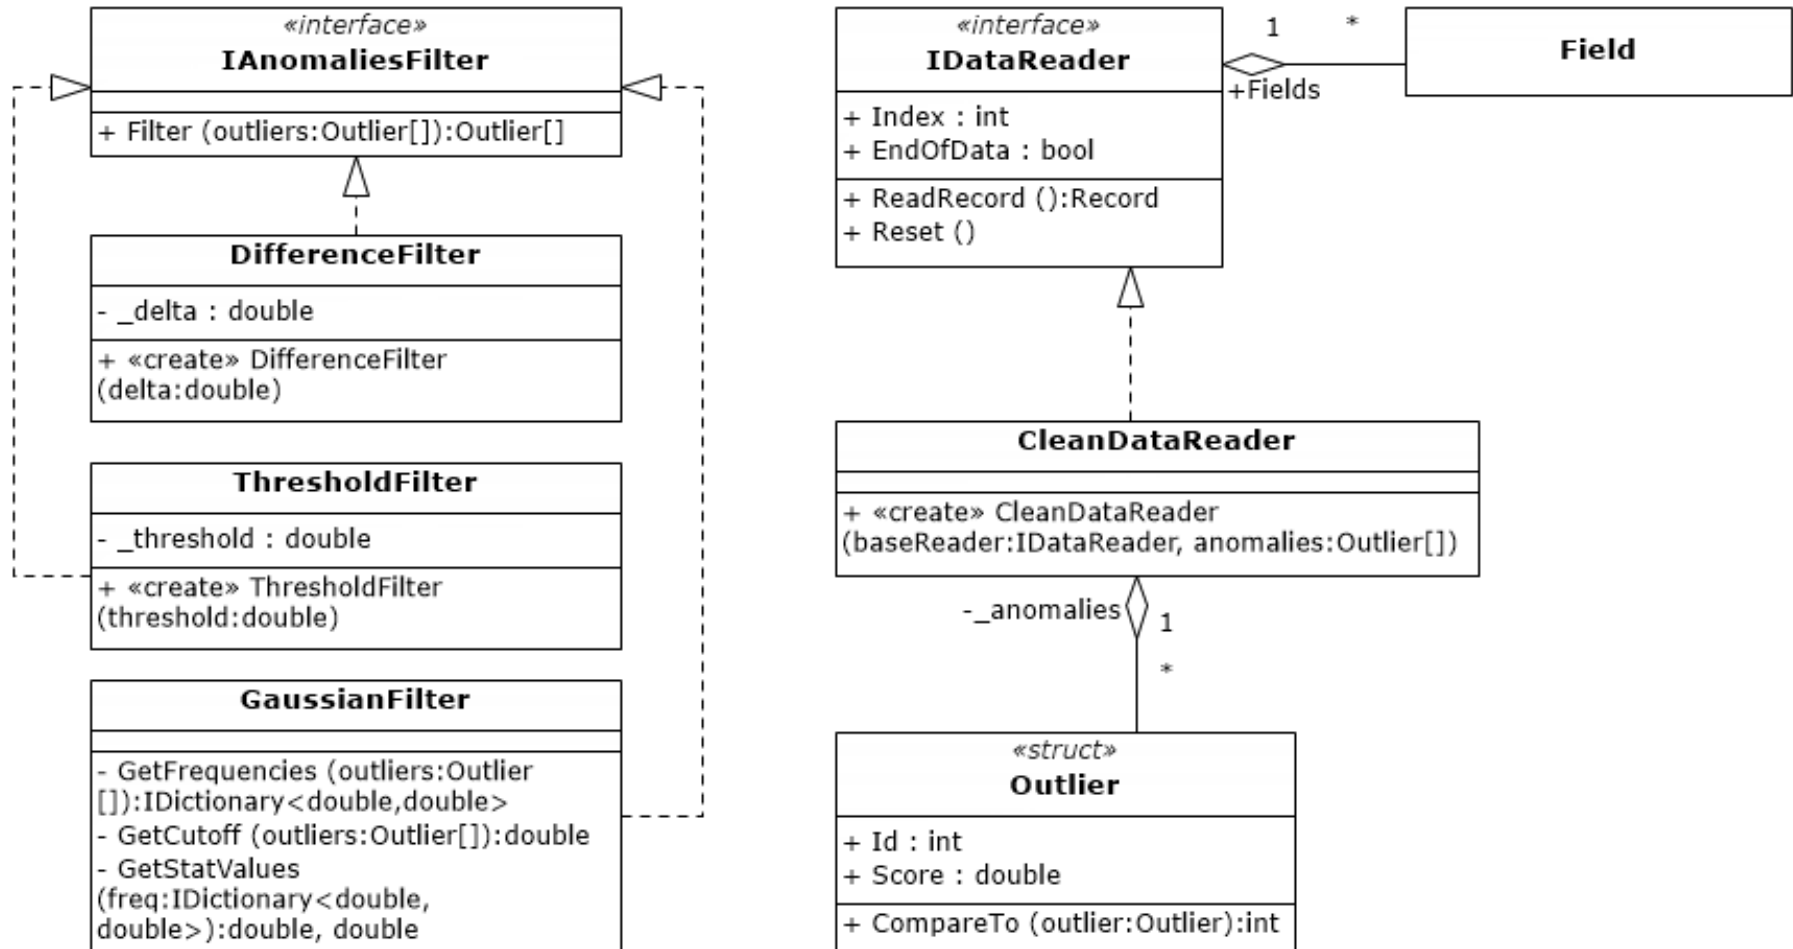 «interface»
IAnomaliesFilter
+ Filter (outliers:Outlier[]):Outlier[]
DifferenceFilter
- _delta : double
+ «create» DifferenceFilter
(delta:double)
ThresholdFilter
- _threshold : double
+ «create» ThresholdFilter
(threshold:double)
GaussianFilter
- GetFrequencies (outliers:Outlier
[]):IDictionary<double,double>
- GetCutoff (outliers:Outlier[]):double
- GetStatValues
(freq:IDictionary<double,
double>):double, double
«interface»
IDataReader
+ Index : int
+ EndOfData : bool
+ ReadRecord ():Record
+ Reset ()
1
*
+Fields
Field
CleanDataReader
+ «create» CleanDataReader
(baseReader:IDataReader, anomalies:Outlier[])
-_anomalies
1
*
«struct»
Outlier
+ Id : int
+ Score : double
+ CompareTo (outlier:Outlier):int